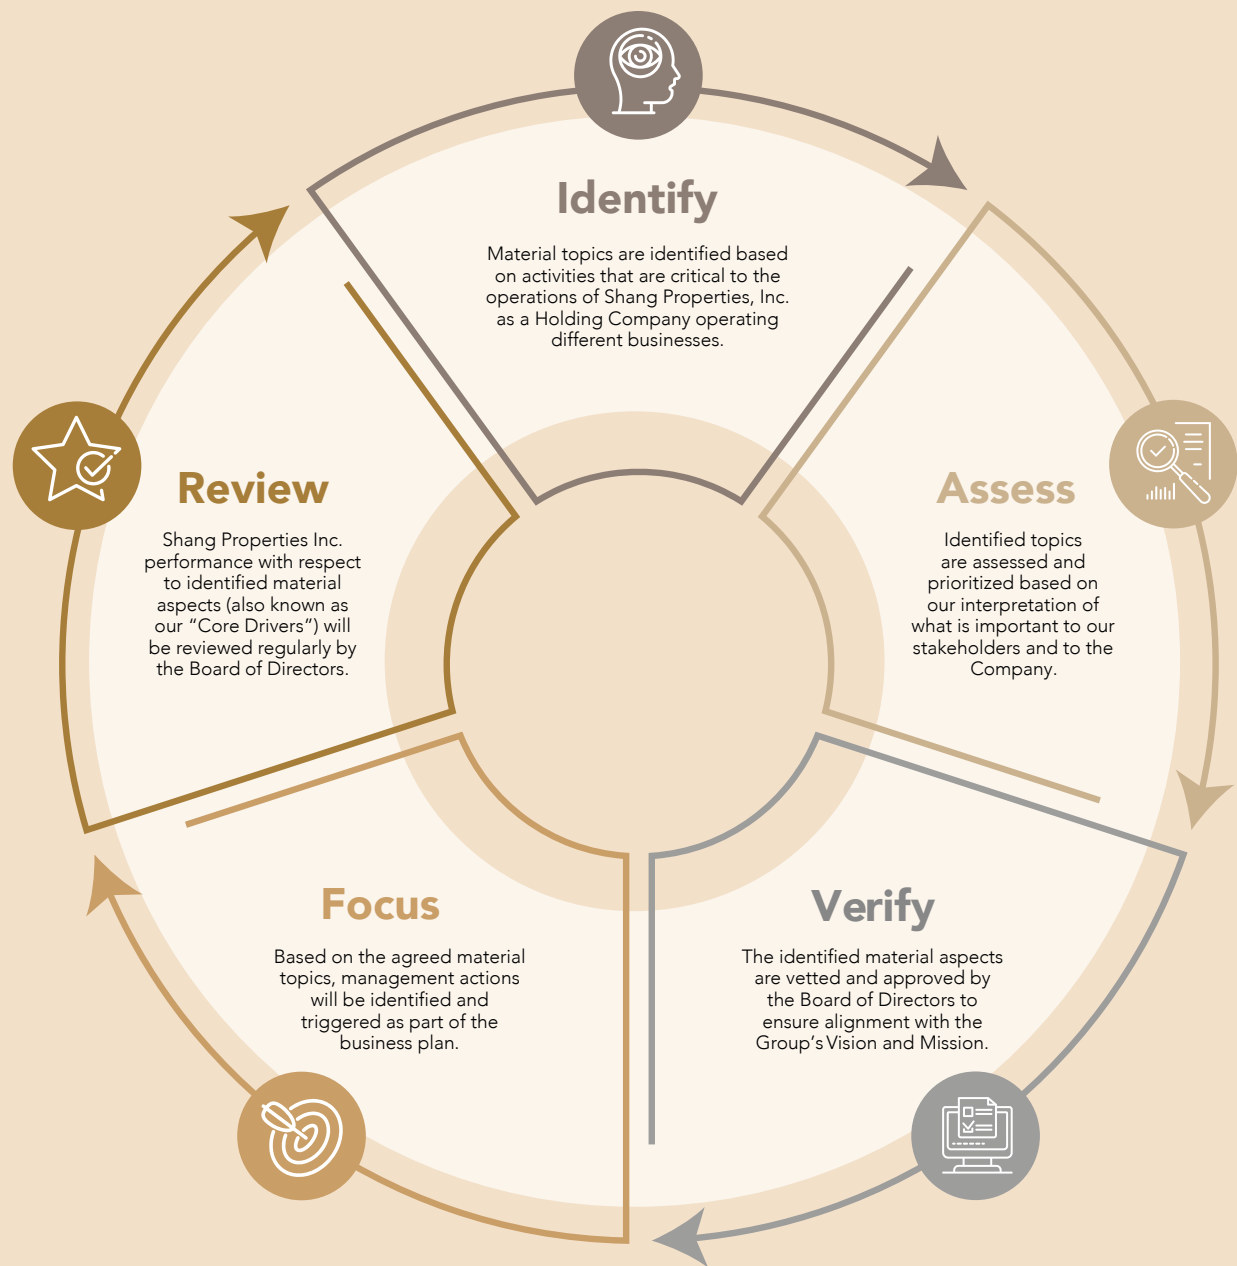 Identify
Material topics are identified based
on activities that are critical to the
operations of Shang Properties, Inc.
as a Holding Company operating
different businesses.
Assess
Identified topics
are assessed and
prioritized based on
our interpretation of
what is important to our
stakeholders and to the
Company.
Verify
The identified material aspects
are vetted and approved by
the Board of Directors to
ensure alignment with the
Group's Vision and Mission.
Focus
Based on the agreed material
topics, management actions
will be identified and
triggered as part of the
business plan.
Review
Shang Properties Inc.
performance with respect
to identified material
aspects (also known as
our “Core Drivers”) will
be reviewed regularly by
the Board of Directors.